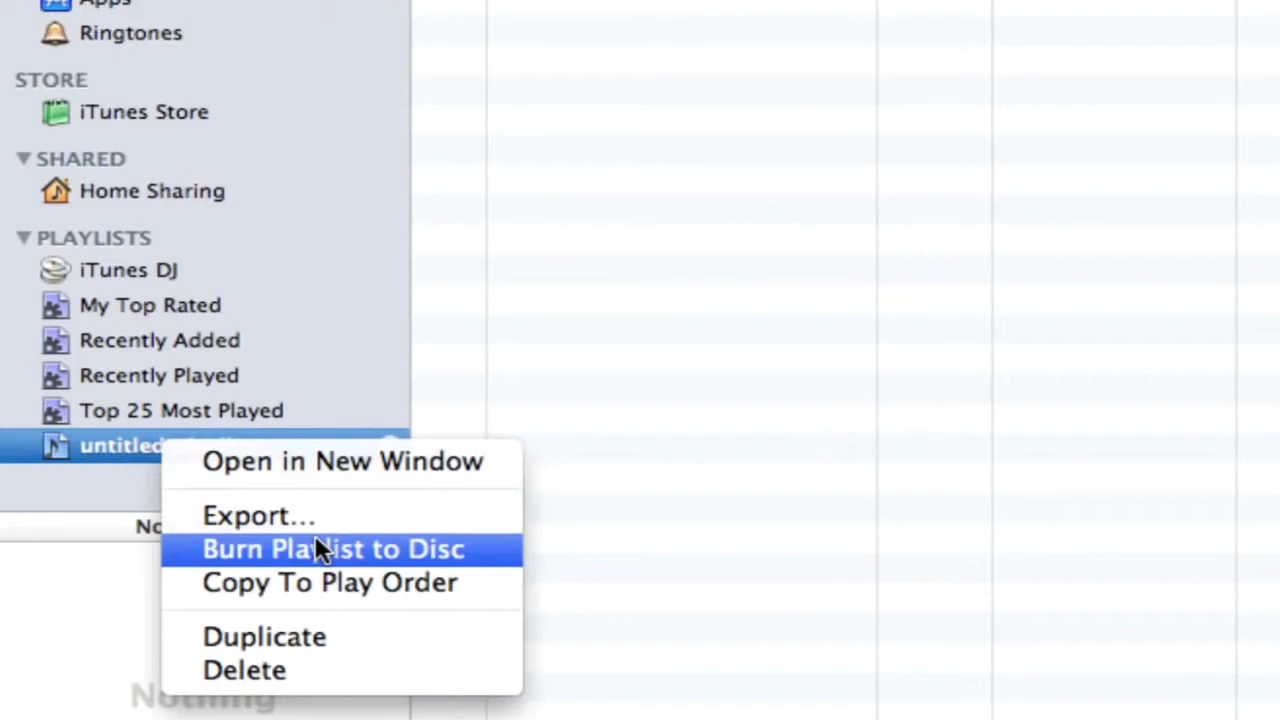 Apps
Ringtones
STORE
iTunes Store
SHARED
Home Sharing
PLAYLISTS
iTunes DJ
My Top Rated
Recently Added
Recently Played
Top 25 Most Played
untitled
Open in New Window
Export...
Burn Playlist to Disc
Copy To Play Order
Duplicate
Delete
Nothing